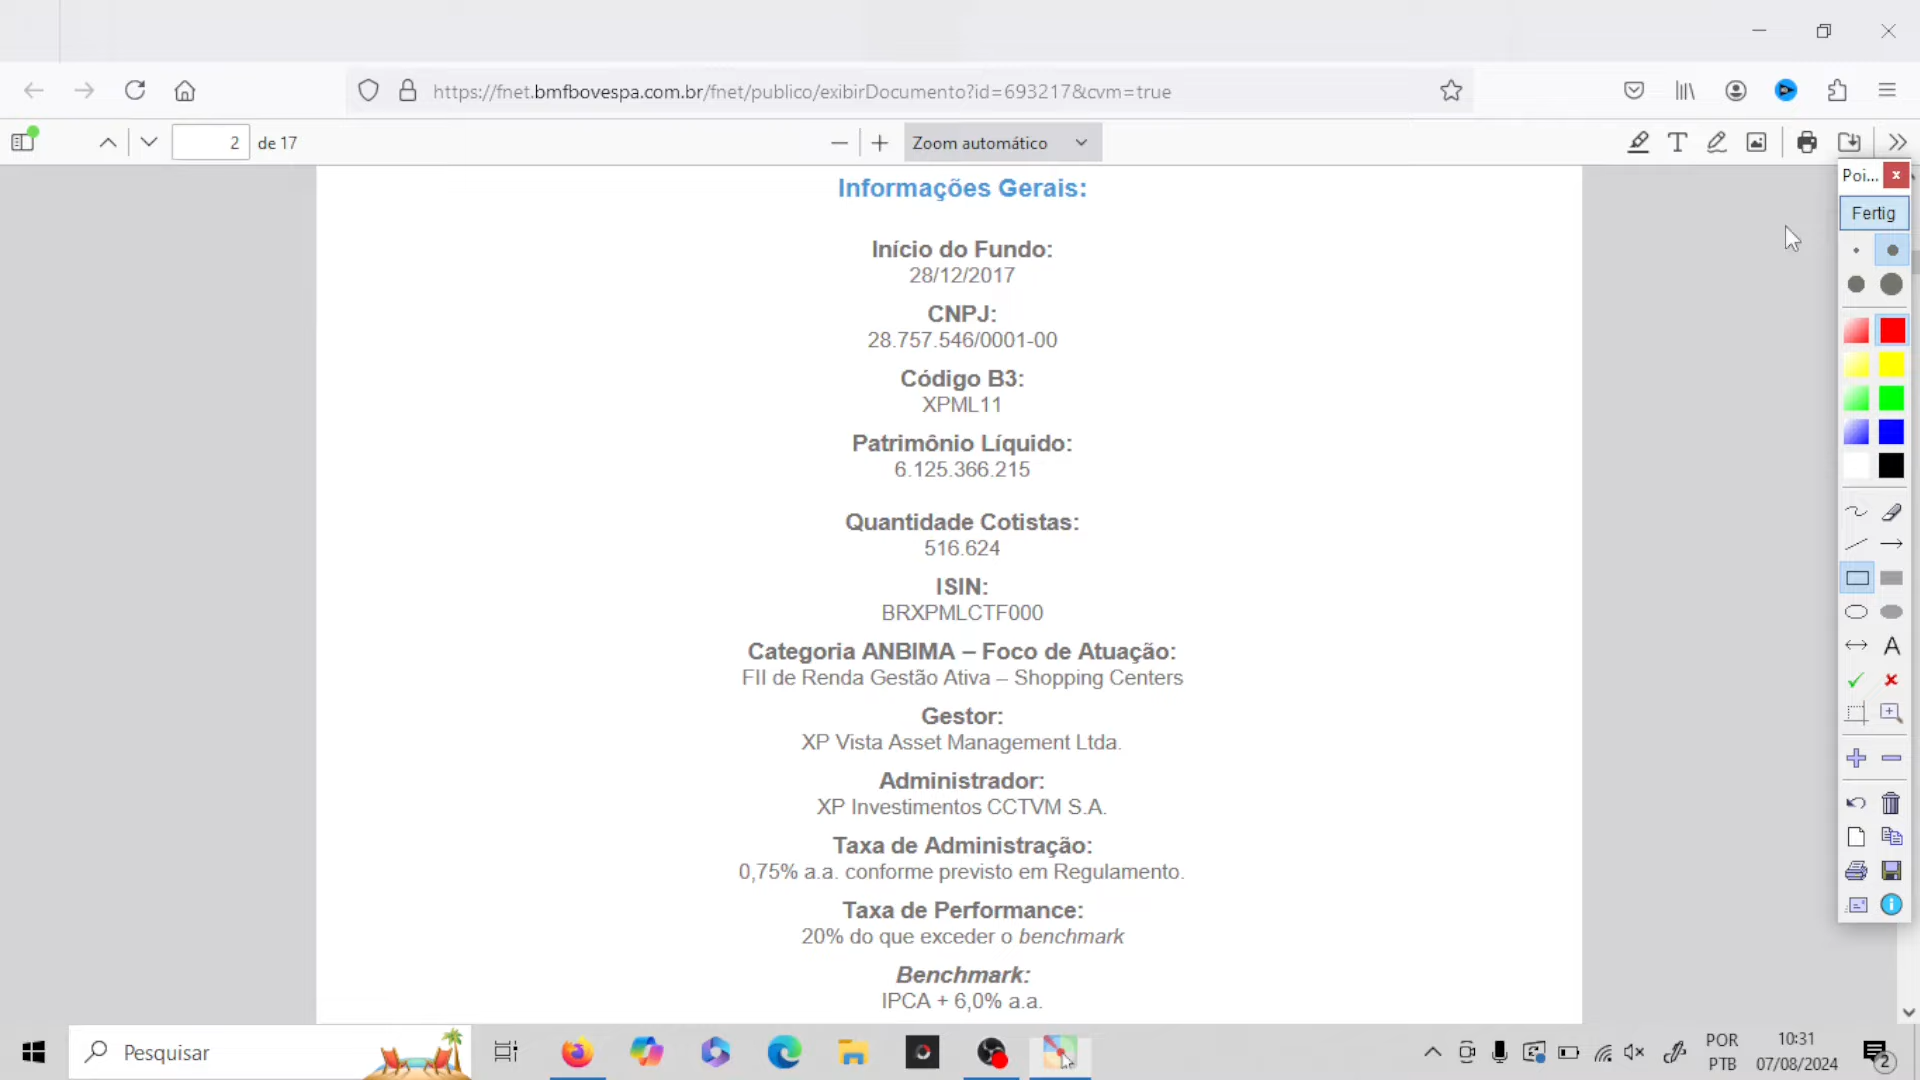 https://fnet.bmfbovespa.com.br/fnet/publico/exibirDocumento?id=693217&cvm=true
2 de 17
Zoom automático
Poi...
Fertig
Informações Gerais:
Início do Fundo:
28/12/2017
CNPJ:
28.757.546/0001-00
Código B3:
XPML11
Patrimônio Líquido:
6.125.366.215
Quantidade Cotistas:
516.624
ISIN:
BRXPMLCTF000
Categoria ANBIMA – Foco de Atuação:
FII de Renda Gestão Ativa – Shopping Centers
Gestor:
XP Vista Asset Management Ltda.
Administrador:
XP Investimentos CCTVM S.A.
Taxa de Administração:
0,75% a.a. conforme previsto em Regulamento.
Taxa de Performance:
20% do que exceder o benchmark
Benchmark:
IPCA + 6,0% a.a.
Pesquisar
POR
PTB
10:31
07/08/2024
2